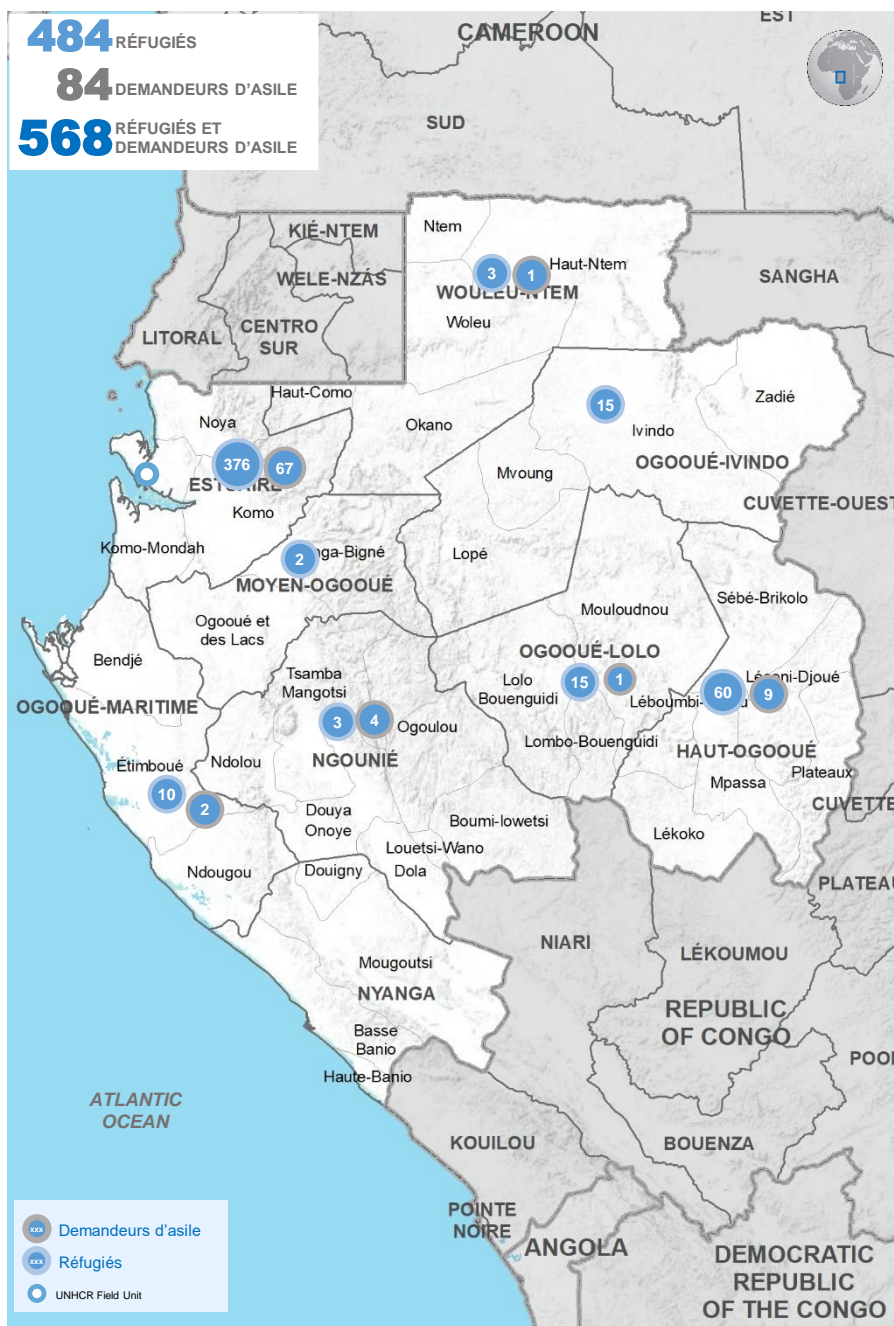 484 RÉFUGIÉS
84 DEMANDEURS D'ASILE
568 RÉFUGIÉS ET
DEMANDEURS D'ASILE
EST
CAMEROON
SUD
KIÉ-NTEM
Ntem
Haut-Ntem
3
1
WELE-NZÁS
WOULEU-NTEM
SANGHA
LITORAL
CENTRO
SUR
Woleu
Haut-Como
Zadié
15
Noya
Okano
Ivindo
OGOOUÉ-IVINDO
376
67
Mvoung
ESTUAIRE
CUVETTE-OUEST
Komo
Komo-Mondah
2
nga-Bigné
Lopé
MOYEN-OGOOUÉ
Sébé-Brikolo
Mouloudnou
Ogooué et
des Lacs
OGOOUÉ-LOLO
Bendjé
Tsamba
Mangotsi
Lolo
Bouenguidi
15
1
Léboumbi-
60
9
OGOOUÉ-MARITIME
3
4
Ogoulou
Lombo-Bouenguidi
HAUT-OGOOUÉ
Étimboué
Ndolou
NGOUNIÉ
Plateaux
Mpassa
10
2
CUVETTE
Douya
Onoye
Boumi-lowetsi
Lékoko
Louetsi-Wano
Ndougou
Douigny
Dola
PLATEAU
NIARI
LÉKOUMOU
Mougoutsi
NYANGA
REPUBLIC
OF CONGO
Basse
Banio
POOL
Haute-Banio
ATLANTIC
OCEAN
KOUILOU
BOUENZA
POINTE
NOIRE
ANGOLA
DEMOCRATIC
REPUBLIC
OF THE CONGO
xxx Demandeurs d'asile
xxx Réfugiés
UNHCR Field Unit